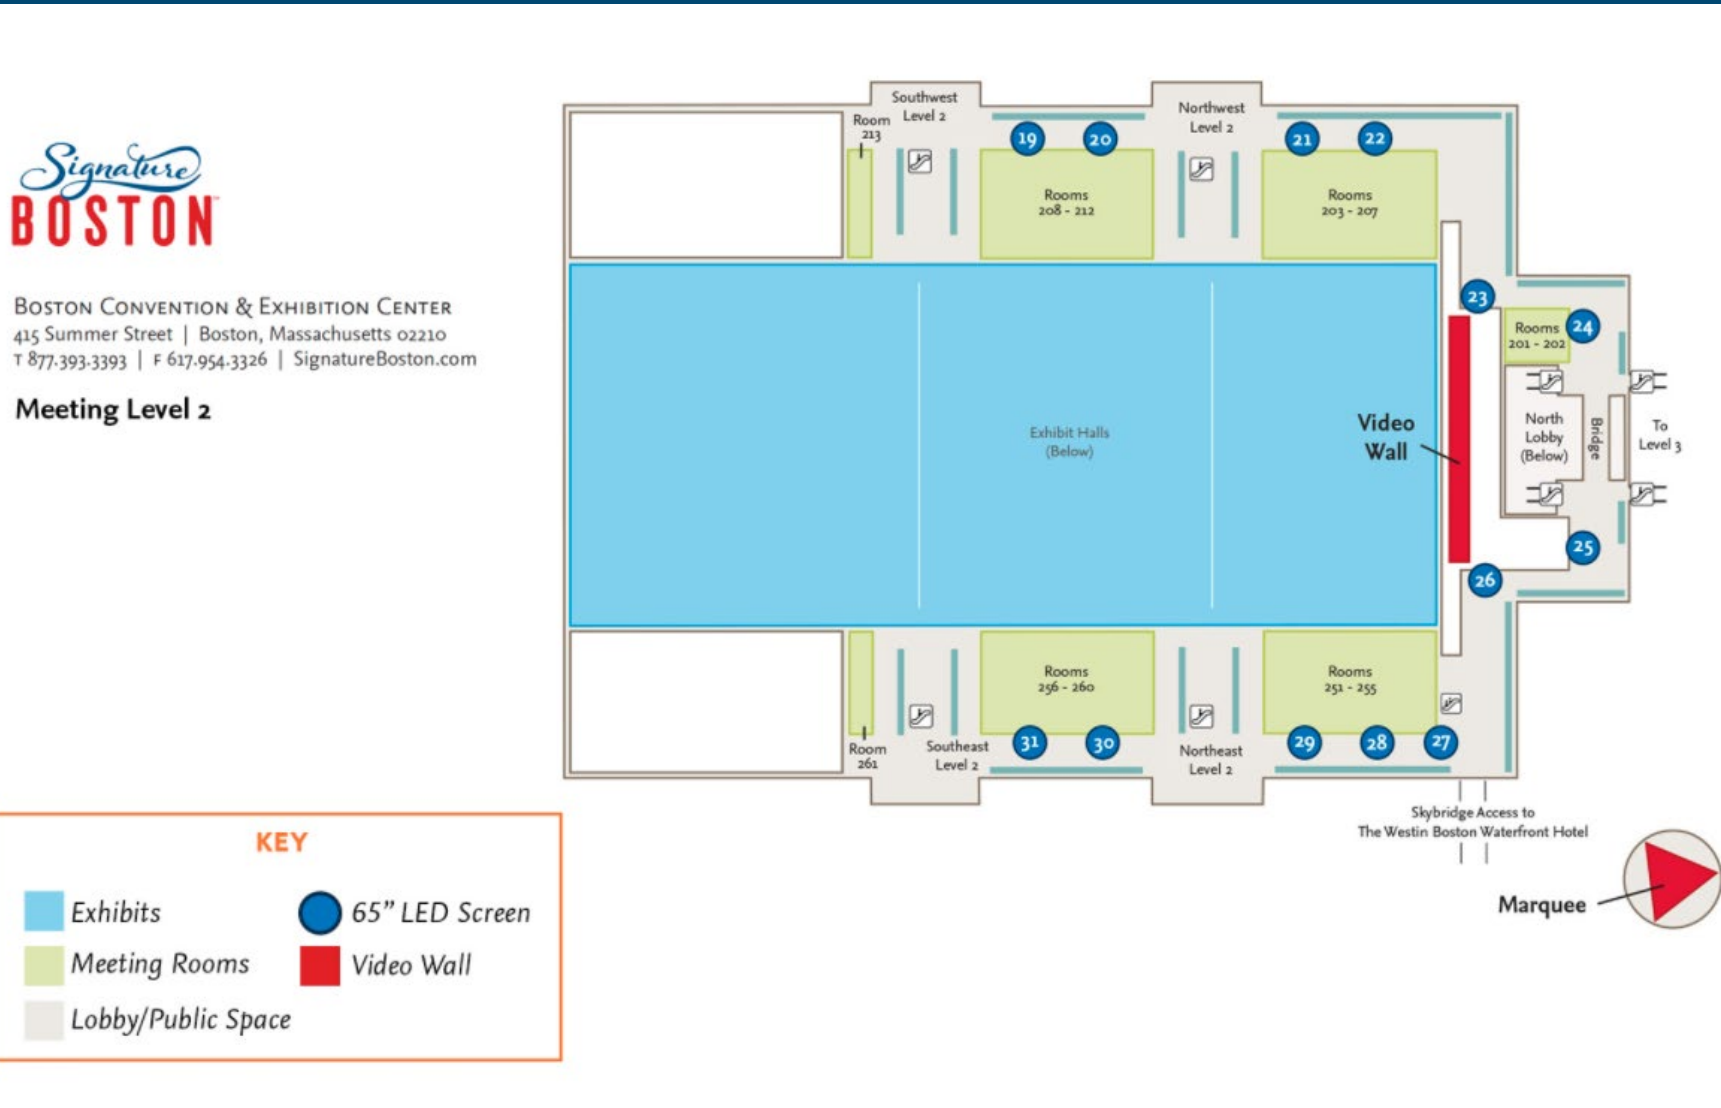 Signature
BOSTON
BOSTON CONVENTION & EXHIBITION CENTER
415 Summer Street | Boston, Massachusetts 02210
T 877.393.3393 | F 617.954.3326 | SignatureBoston.com
Meeting Level 2
Southwest
Level 2
Room
213
19
20
Northwest
Level 2
21
22
Rooms
208 - 212
Rooms
203 - 207
23
Rooms
201 - 202
24
Exhibit Halls
(Below)
Video
Wall
North
Lobby
(Below)
Bridge
To
Level 3
25
26
Rooms
256 - 260
Rooms
251 - 255
Room
261
Southeast
Level 2
31
30
Northeast
Level 2
29
28
27
Skybridge Access to
The Westin Boston Waterfront Hotel
Marquee
KEY
Exhibits
65” LED Screen
Meeting Rooms
Video Wall
Lobby/Public Space